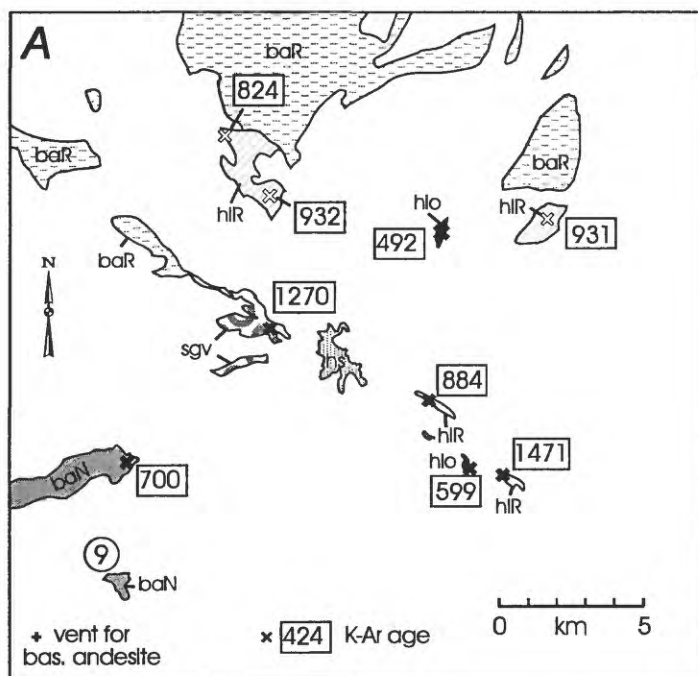 A
baR
824
baR
baR
hlR
932
hlo
492
hlR
931
baR
N
1270
sgv
ns
884
hlR
hlo
599
1471
hlR
baN
700
9
baN
vent for
bas. andesite
424 K-Ar age
0 km 5